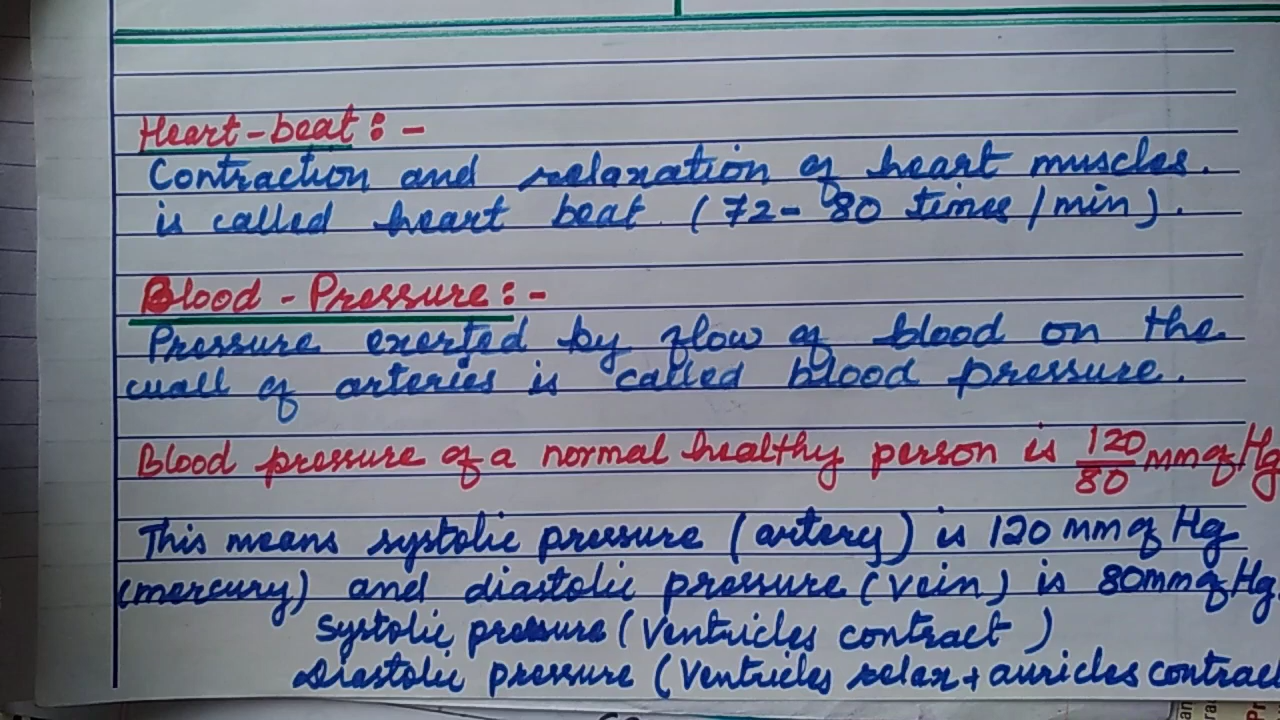 Heart-beat:-
Contraction and relaxation of heart muscles.
is called heart beat. (72-80 times/min).
Blood-Pressure:-
Pressure exerted by flow of blood on the
wall of arteries is called blood pressure.
Blood pressure of a normal healthy person is 120/80 mm of Hg
This means systolic pressure (artery) is 120 mm of Hg
(mercury) and diastolic pressure (vein) is 80mm of Hg.
Systolic pressure (Ventricles contract)
Diastolic pressure (Ventricles relax + auricles contrac